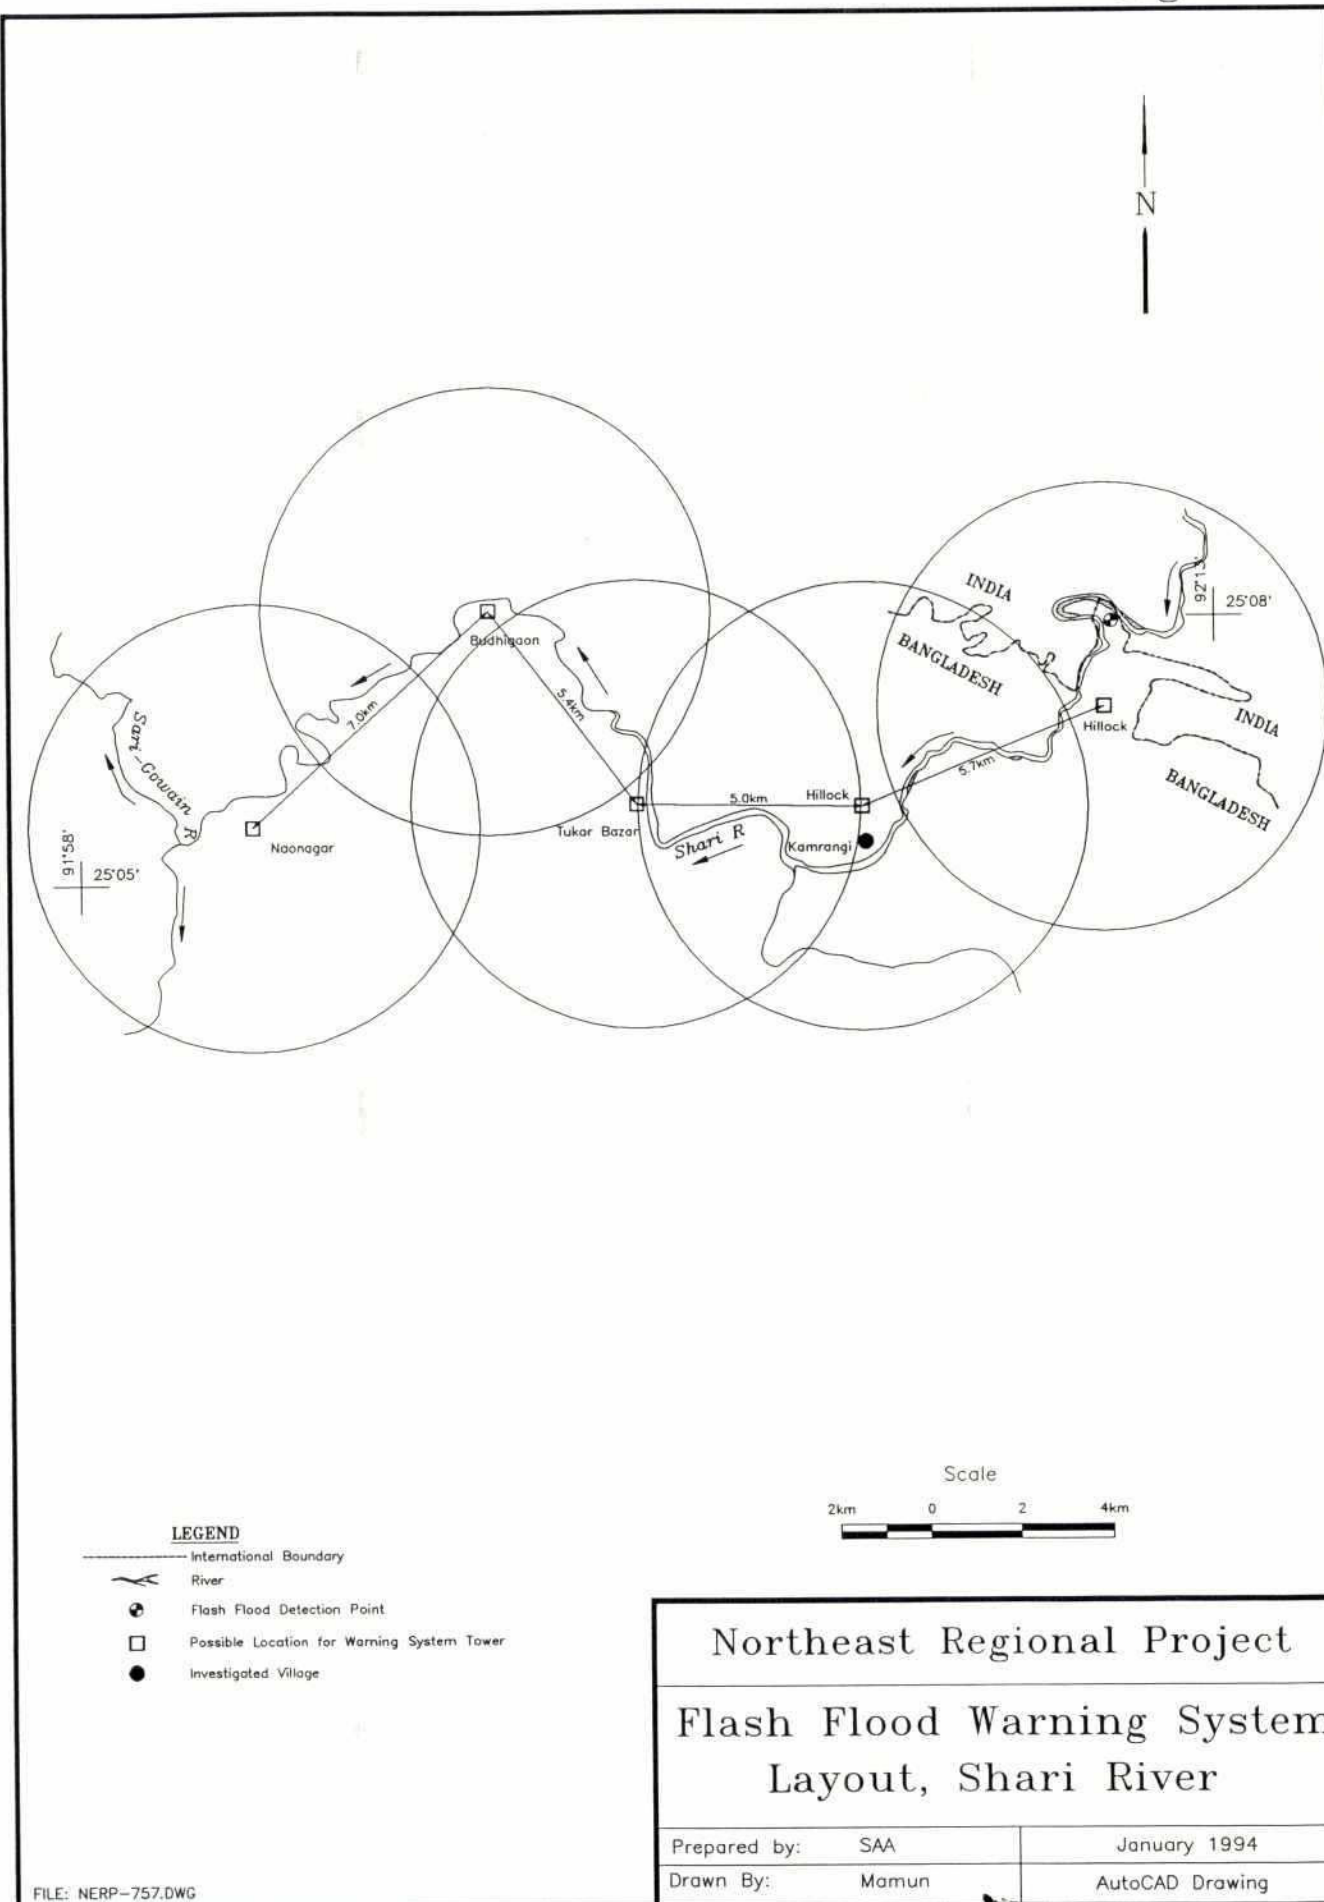 N
INDIA
92°13'
25°08'
BANGLADESH
Budhigaon
7.0km
5.4km
Hillock
INDIA
Sari-Gowain R
5.7km
BANGLADESH
5.0km
Hillock
Tukar Bazar
Shari R
Kamrangi
Naonagar
91°58'
25°05'
Scale
2km 0 2 4km
LEGEND
International Boundary
River
Flash Flood Detection Point
Possible Location for Warning System Tower
Investigated Village
Northeast Regional Project
Flash Flood Warning System
Layout, Shari River
Prepared by: SAA January 1994
Drawn By: Mamun AutoCAD Drawing
FILE: NERP-757.DWG